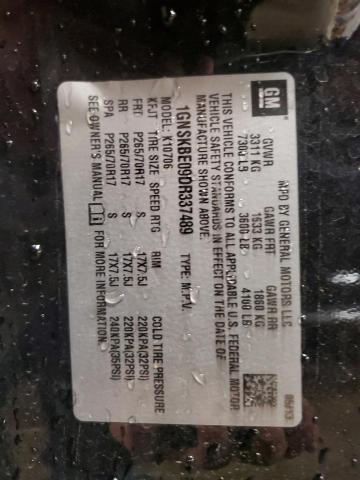 GM
MFD BY GENERAL MOTORS LLC 05/13
GVWR GAWR FRT GAWR RR
3311 KG 1633 KG 1860 KG
7300 LB 3600 LB 4100 LB
THIS VEHICLE CONFORMS TO ALL APPLICABLE U.S. FEDERAL MOTOR
VEHICLE SAFETY STANDARDS IN EFFECT ON THE DATE OF
MANUFACTURE SHOWN ABOVE.
1GNSKBE09DR337489 TYPE: M.P.V.
MODEL: K10706
KFJT TIRE SIZE SPEED RTG RIM COLD TIRE PRESSURE
FRT P265/70R17 S 17X7.5J 220KPA(32PSI)
RR P265/70R17 S 17X7.5J 220KPA(32PSI)
SPA P265/70R17 S 17X7.5J 240KPA(35PSI)
SEE OWNER'S MANUAL FOR MORE INFORMATION